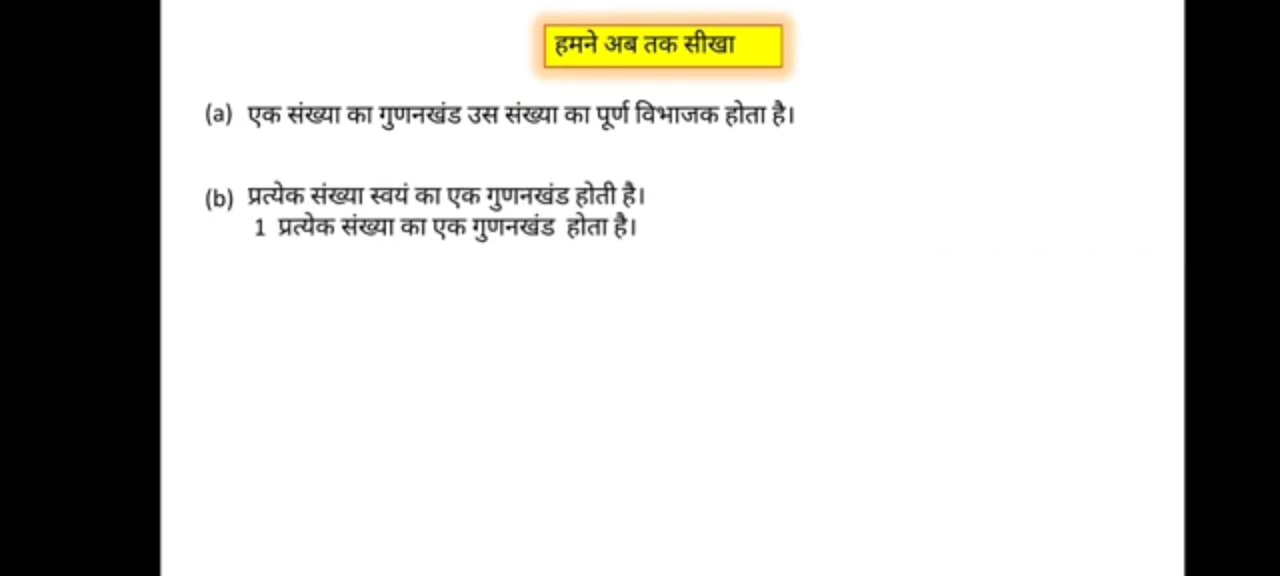 हमने अब तक सीखा
(a) एक संख्या का गुणनखंड उस संख्या का पूर्ण विभाजक होता है।
(b) प्रत्येक संख्या स्वयं का एक गुणनखंड होती है।
1 प्रत्येक संख्या का एक गुणनखंड होता है।